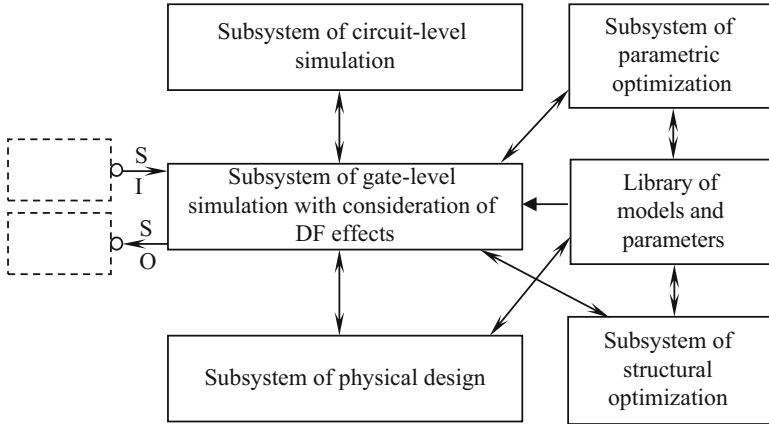 Subsystem of circuit-level
simulation
Subsystem of
parametric
optimization
S
I
Subsystem of gate-level
simulation with consideration of
DF effects
Library of
models and
parameters
S
O
Subsystem of physical design
Subsystem of
structural
optimization